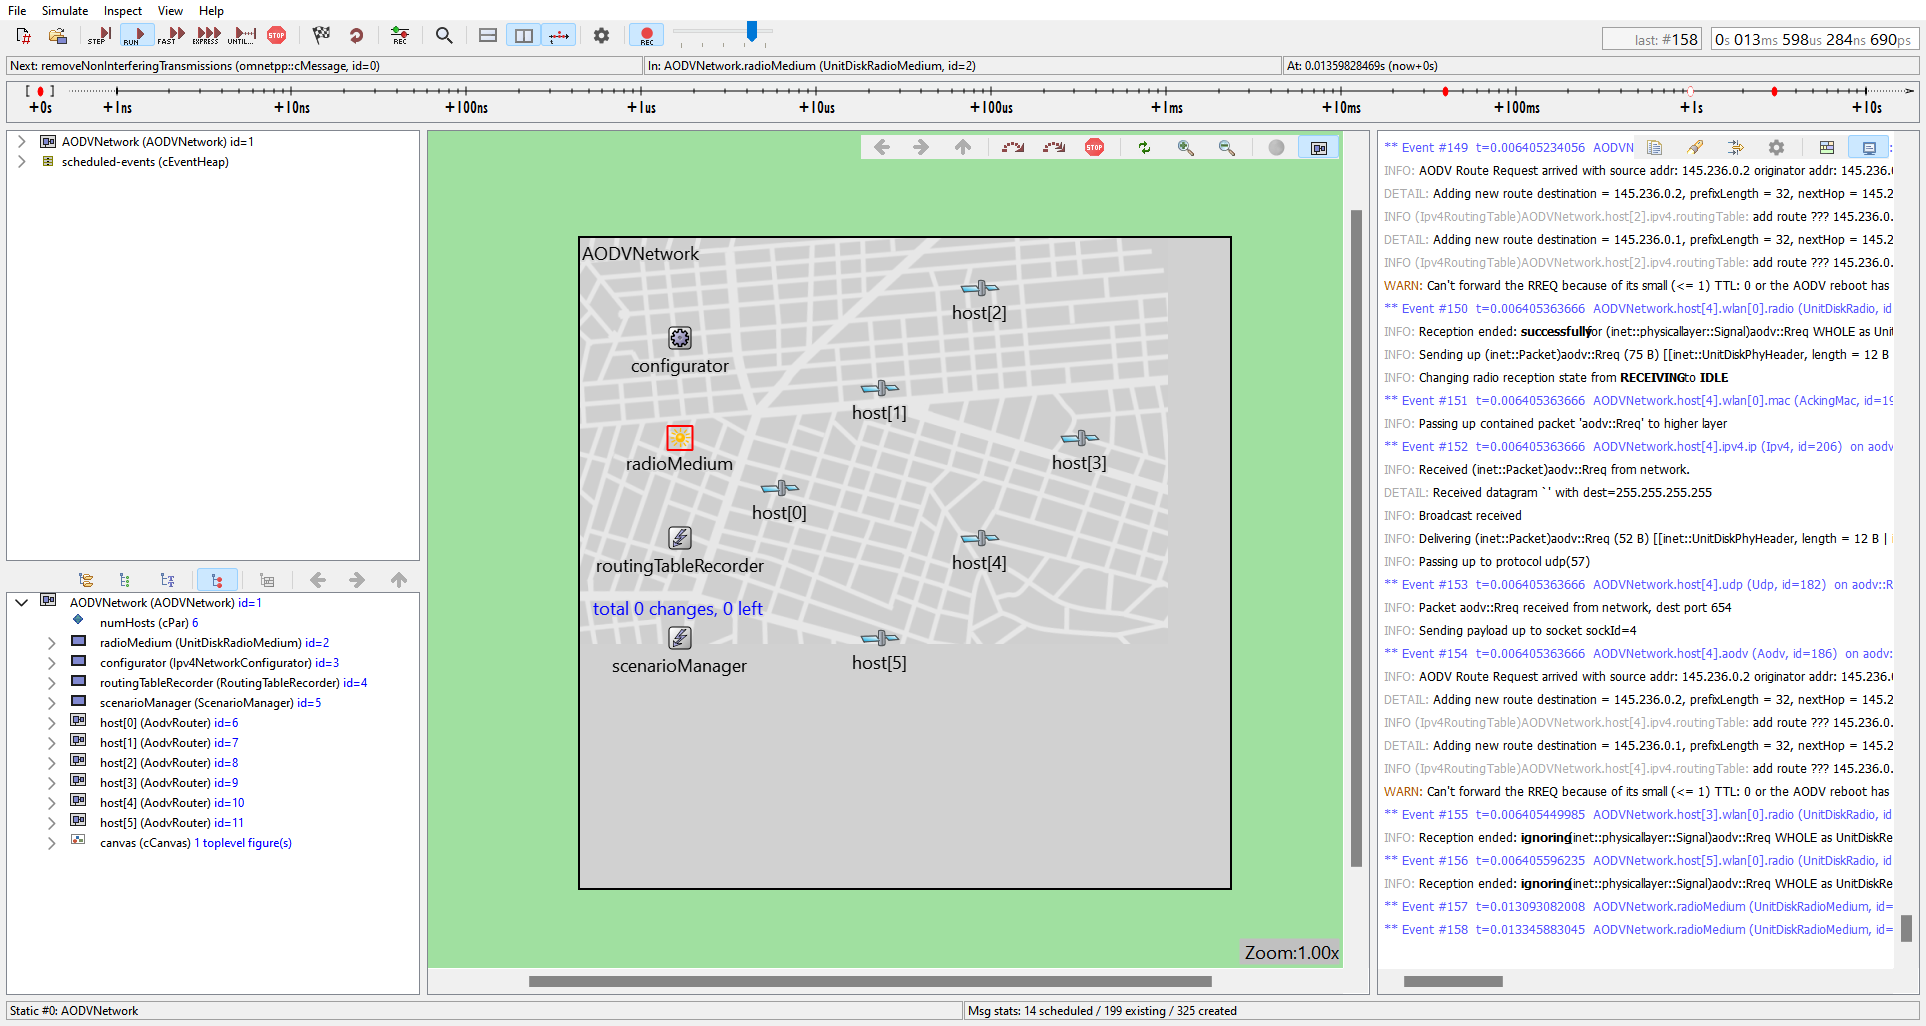 File Simulate Inspect View Help
STEP RUN FAST EXPRESS UNTIL... STOP REC REC
last: #158 0s 013ms 598us 284ns 690ps
Next: removeNonInterferingTransmissions (omnetpp::cMessage, id=0) In: AODVNetwork.radioMedium (UnitDiskRadioMedium, id=2) At: 0.01359828469s (now+0s)
+0s +1ns +10ns +100ns +1us +10us +100us +1ms +10ms +100ms +1s +10s
AODVNetwork (AODVNetwork) id=1
scheduled-events (cEventHeap)
AODVNetwork (AODVNetwork) id=1
numHosts (cPar) 6
radioMedium (UnitDiskRadioMedium) id=2
configurator (Ipv4NetworkConfigurator) id=3
routingTableRecorder (RoutingTableRecorder) id=4
scenarioManager (ScenarioManager) id=5
host[0] (AodvRouter) id=6
host[1] (AodvRouter) id=7
host[2] (AodvRouter) id=8
host[3] (AodvRouter) id=9
host[4] (AodvRouter) id=10
host[5] (AodvRouter) id=11
canvas (cCanvas) 1 toplevel figure(s)
STOP
AODVNetwork
host[2]
configurator
host[1]
radioMedium
host[3]
host[0]
routingTableRecorder
host[4]
total 0 changes, 0 left
scenarioManager
host[5]
Zoom:1.00x
** Event #149 t=0.006405234056 AODVN
INFO: AODV Route Request arrived with source addr: 145.236.0.2 originator addr: 145.236.0
DETAIL: Adding new route destination = 145.236.0.2, prefixLength = 32, nextHop = 145.2
INFO (Ipv4RoutingTable)AODVNetwork.host[2].ipv4.routingTable: add route ??? 145.236.0.
DETAIL: Adding new route destination = 145.236.0.1, prefixLength = 32, nextHop = 145.2
INFO (Ipv4RoutingTable)AODVNetwork.host[2].ipv4.routingTable: add route ??? 145.236.0.
WARN: Can't forward the RREQ because of its small (<= 1) TTL: 0 or the AODV reboot has
** Event #150 t=0.006405363666 AODVNetwork.host[4].wlan[0].radio (UnitDiskRadio, id
INFO: Reception ended: successfully for (inet::physicallayer::Signal)aodv::Rreq WHOLE as Unit
INFO: Sending up (inet::Packet)aodv::Rreq (75 B) [[inet::UnitDiskPhyHeader, length = 12 B
INFO: Changing radio reception state from RECEIVING to IDLE
** Event #151 t=0.006405363666 AODVNetwork.host[4].wlan[0].mac (AckingMac, id=19
INFO: Passing up contained packet 'aodv::Rreq' to higher layer
** Event #152 t=0.006405363666 AODVNetwork.host[4].ipv4.ip (Ipv4, id=206) on aodv
INFO: Received (inet::Packet)aodv::Rreq from network.
DETAIL: Received datagram `' with dest=255.255.255.255
INFO: Broadcast received
INFO: Delivering (inet::Packet)aodv::Rreq (52 B) [[inet::UnitDiskPhyHeader, length = 12 B |
INFO: Passing up to protocol udp(57)
** Event #153 t=0.006405363666 AODVNetwork.host[4].udp (Udp, id=182) on aodv::R
INFO: Packet aodv::Rreq received from network, dest port 654
INFO: Sending payload up to socket sockId=4
** Event #154 t=0.006405363666 AODVNetwork.host[4].aodv (Aodv, id=186) on aodv:
INFO: AODV Route Request arrived with source addr: 145.236.0.2 originator addr: 145.236.0
DETAIL: Adding new route destination = 145.236.0.2, prefixLength = 32, nextHop = 145.2
INFO (Ipv4RoutingTable)AODVNetwork.host[4].ipv4.routingTable: add route ??? 145.236.0.
DETAIL: Adding new route destination = 145.236.0.1, prefixLength = 32, nextHop = 145.2
INFO (Ipv4RoutingTable)AODVNetwork.host[4].ipv4.routingTable: add route ??? 145.236.0.
WARN: Can't forward the RREQ because of its small (<= 1) TTL: 0 or the AODV reboot has
** Event #155 t=0.006405449985 AODVNetwork.host[3].wlan[0].radio (UnitDiskRadio, id
INFO: Reception ended: ignoring (inet::physicallayer::Signal)aodv::Rreq WHOLE as UnitDiskRe
** Event #156 t=0.006405596235 AODVNetwork.host[5].wlan[0].radio (UnitDiskRadio, id
INFO: Reception ended: ignoring (inet::physicallayer::Signal)aodv::Rreq WHOLE as UnitDiskRe
** Event #157 t=0.013093082008 AODVNetwork.radioMedium (UnitDiskRadioMedium, id=
** Event #158 t=0.013345883045 AODVNetwork.radioMedium (UnitDiskRadioMedium, id=
Static #0: AODVNetwork Msg stats: 14 scheduled / 199 existing / 325 created